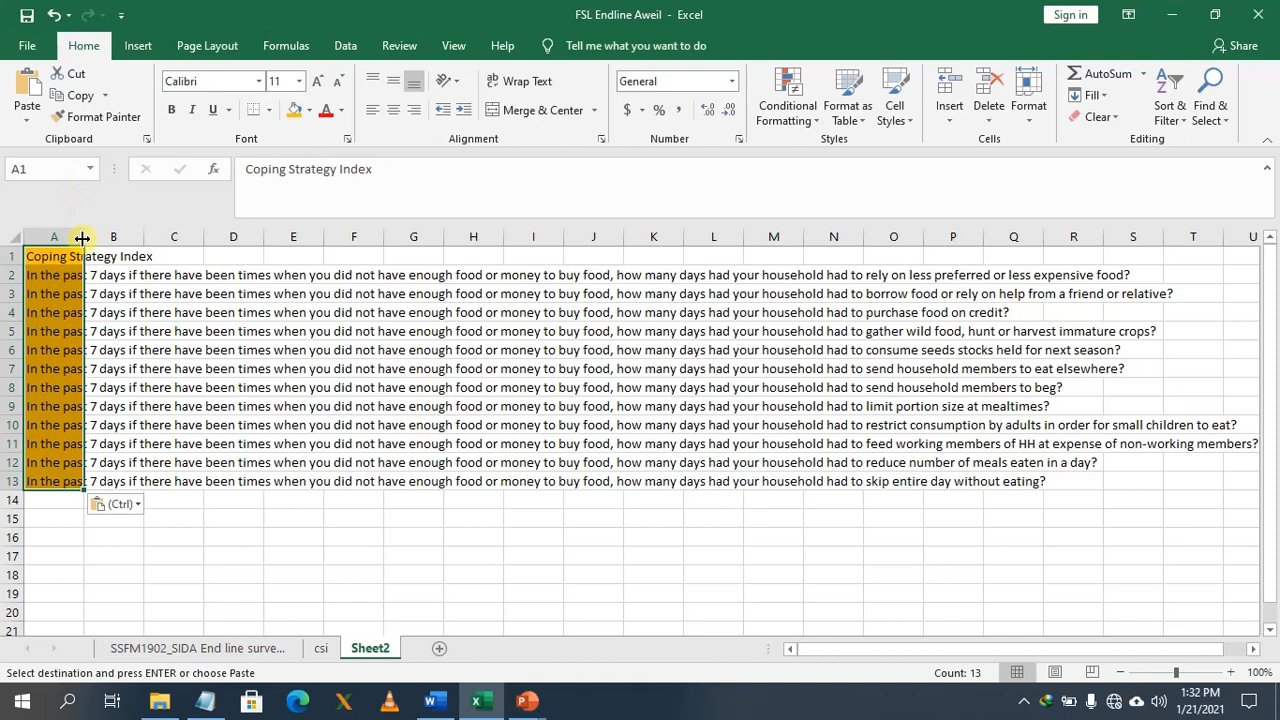 FSL Endline Aweil - Excel
Sign in
File Home Insert Page Layout Formulas Data Review View Help Tell me what you want to do Share
Paste
Cut
Copy
Format Painter
Clipboard
Calibri 11
B I U
Font
Wrap Text
Merge & Center
Alignment
General
$ % ,
Number
Conditional Formatting
Format as Table
Cell Styles
Styles
Insert Delete Format
Cells
AutoSum
Fill
Clear
Sort & Filter
Find & Select
Editing
A1 fx Coping Strategy Index
A B C D E F G H I J K L M N O P Q R S T U
1 Coping Strategy Index
2 In the past 7 days if there have been times when you did not have enough food or money to buy food, how many days had your household had to rely on less preferred or less expensive food?
3 In the past 7 days if there have been times when you did not have enough food or money to buy food, how many days had your household had to borrow food or rely on help from a friend or relative?
4 In the past 7 days if there have been times when you did not have enough food or money to buy food, how many days had your household had to purchase food on credit?
5 In the past 7 days if there have been times when you did not have enough food or money to buy food, how many days had your household had to gather wild food, hunt or harvest immature crops?
6 In the past 7 days if there have been times when you did not have enough food or money to buy food, how many days had your household had to consume seeds stocks held for next season?
7 In the past 7 days if there have been times when you did not have enough food or money to buy food, how many days had your household had to send household members to eat elsewhere?
8 In the past 7 days if there have been times when you did not have enough food or money to buy food, how many days had your household had to send household members to beg?
9 In the past 7 days if there have been times when you did not have enough food or money to buy food, how many days had your household had to limit portion size at mealtimes?
10 In the past 7 days if there have been times when you did not have enough food or money to buy food, how many days had your household had to restrict consumption by adults in order for small children to eat?
11 In the past 7 days if there have been times when you did not have enough food or money to buy food, how many days had your household had to feed working members of HH at expense of non-working members?
12 In the past 7 days if there have been times when you did not have enough food or money to buy food, how many days had your household had to reduce number of meals eaten in a day?
13 In the past 7 days if there have been times when you did not have enough food or money to buy food, how many days had your household had to skip entire day without eating?
14 (Ctrl)
15
16
17
18
19
20
21
SSFM1902_SIDA End line surve... csi Sheet2
Select destination and press ENTER or choose Paste Count: 13 100%
1:32 PM
1/21/2021